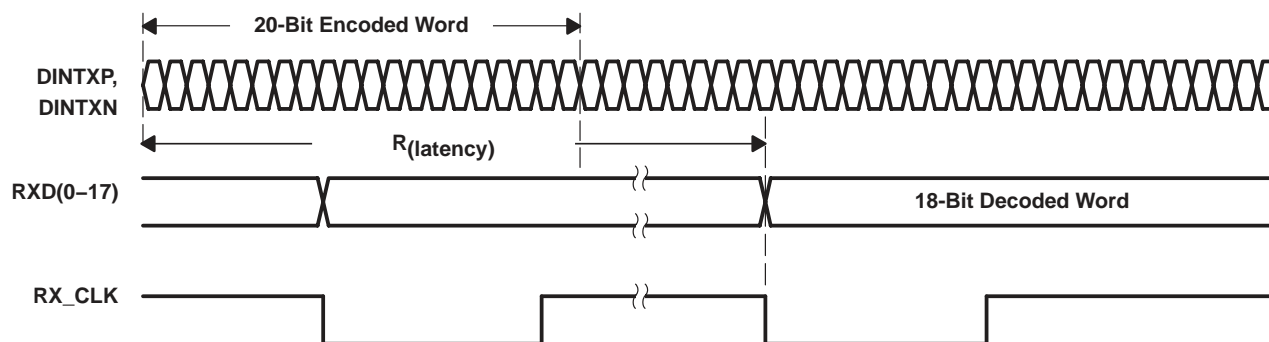 20-Bit Encoded Word
DINTXP,
DINTXN
R(latency)
RXD(0–17)
18-Bit Decoded Word
RX_CLK